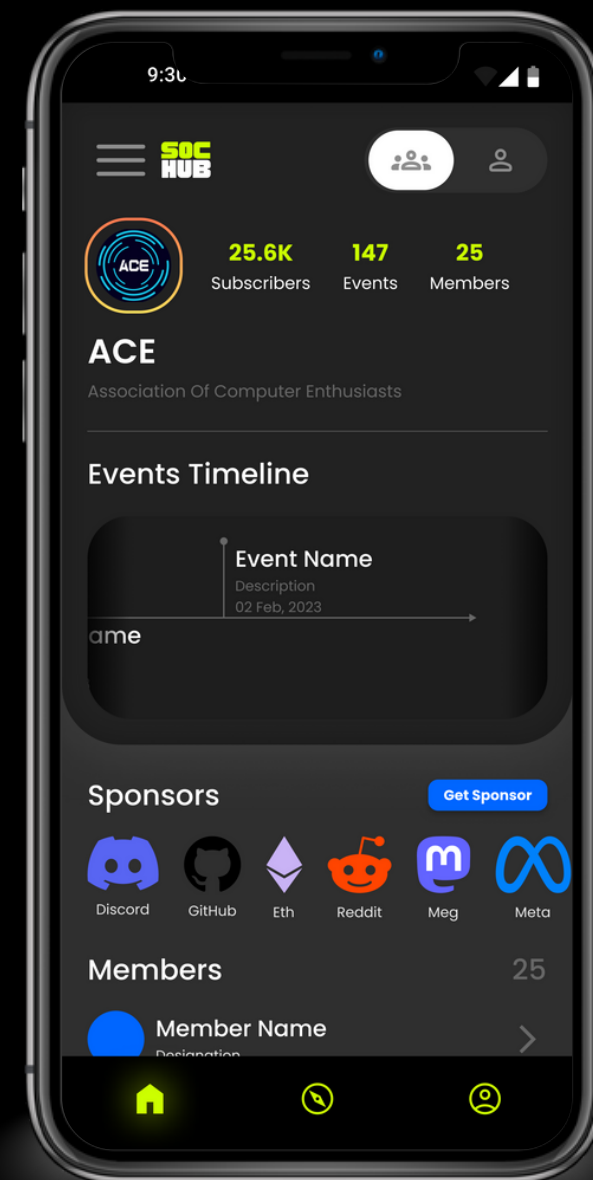 9:30
SOC
HUB
ACE
25.6K 147 25
Subscribers Events Members
ACE
Association Of Computer Enthusiasts
Events Timeline
Event Name
Description
02 Feb, 2023
ame
Sponsors Get Sponsor
Discord GitHub Eth Reddit Meg Meta
Members 25
Member Name
Designation